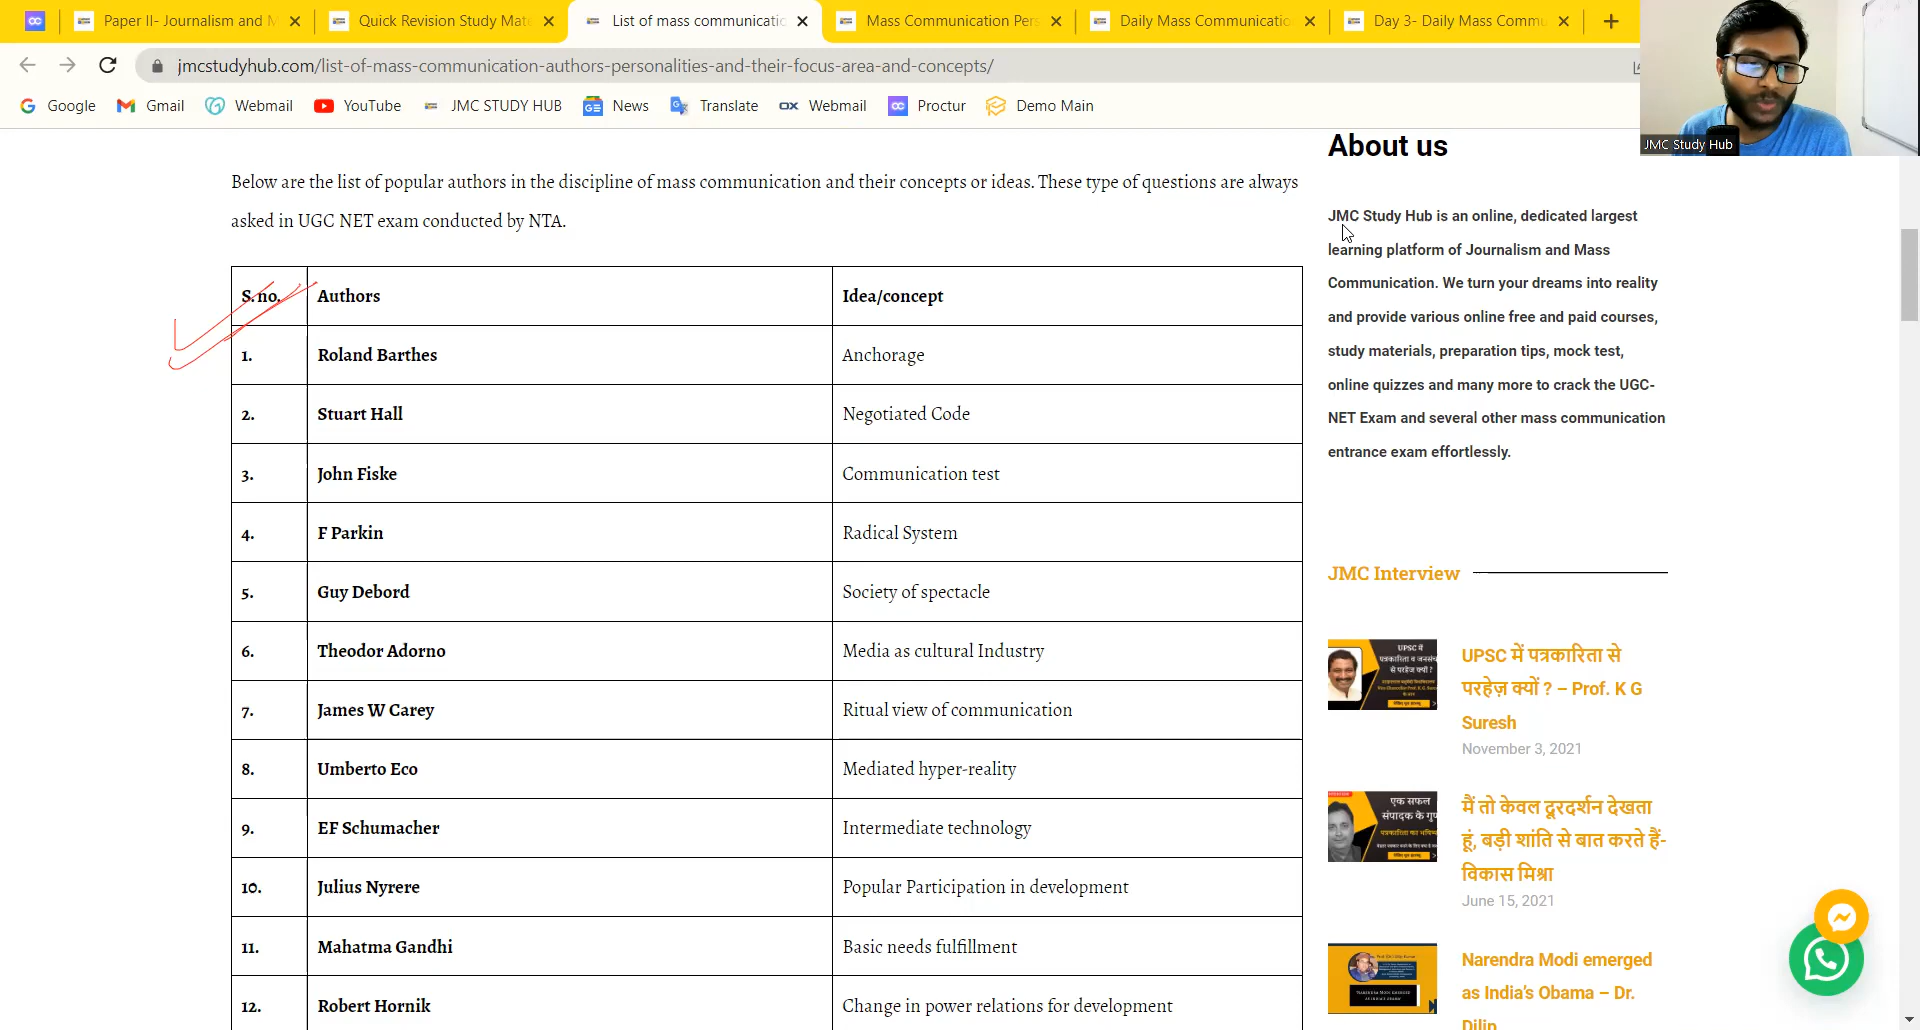 Paper II- Journalism and M
Quick Revision Study Mate
List of mass communicatio
Mass Communication Pers
Daily Mass Communicatio
Day 3- Daily Mass Commu
jmcstudyhub.com/list-of-mass-communication-authors-personalities-and-their-focus-area-and-concepts/
Google Gmail Webmail YouTube JMC STUDY HUB News Translate Webmail Proctur Demo Main
JMC Study Hub
Below are the list of popular authors in the discipline of mass communication and their concepts or ideas. These type of questions are always
asked in UGC NET exam conducted by NTA.
S. no. Authors Idea/concept
1. Roland Barthes Anchorage
2. Stuart Hall Negotiated Code
3. John Fiske Communication test
4. F Parkin Radical System
5. Guy Debord Society of spectacle
6. Theodor Adorno Media as cultural Industry
7. James W Carey Ritual view of communication
8. Umberto Eco Mediated hyper-reality
9. EF Schumacher Intermediate technology
10. Julius Nyrere Popular Participation in development
11. Mahatma Gandhi Basic needs fulfillment
12. Robert Hornik Change in power relations for development
About us
JMC Study Hub is an online, dedicated largest
learning platform of Journalism and Mass
Communication. We turn your dreams into reality
and provide various online free and paid courses,
study materials, preparation tips, mock test,
online quizzes and many more to crack the UGC-
NET Exam and several other mass communication
entrance exam effortlessly.
JMC Interview
UPSC में
पत्रकारिता व जनसंच
से परहेज क्यों ?
UPSC में पत्रकारिता से
परहेज़ क्यों ? – Prof. K G
Suresh
November 3, 2021
एक सफल
संपादक के गुण
मैं तो केवल दूरदर्शन देखता
हूं, बड़ी शांति से बात करते हैं-
विकास मिश्रा
June 15, 2021
Narendra Modi emerged
as India’s Obama – Dr.
Dilip